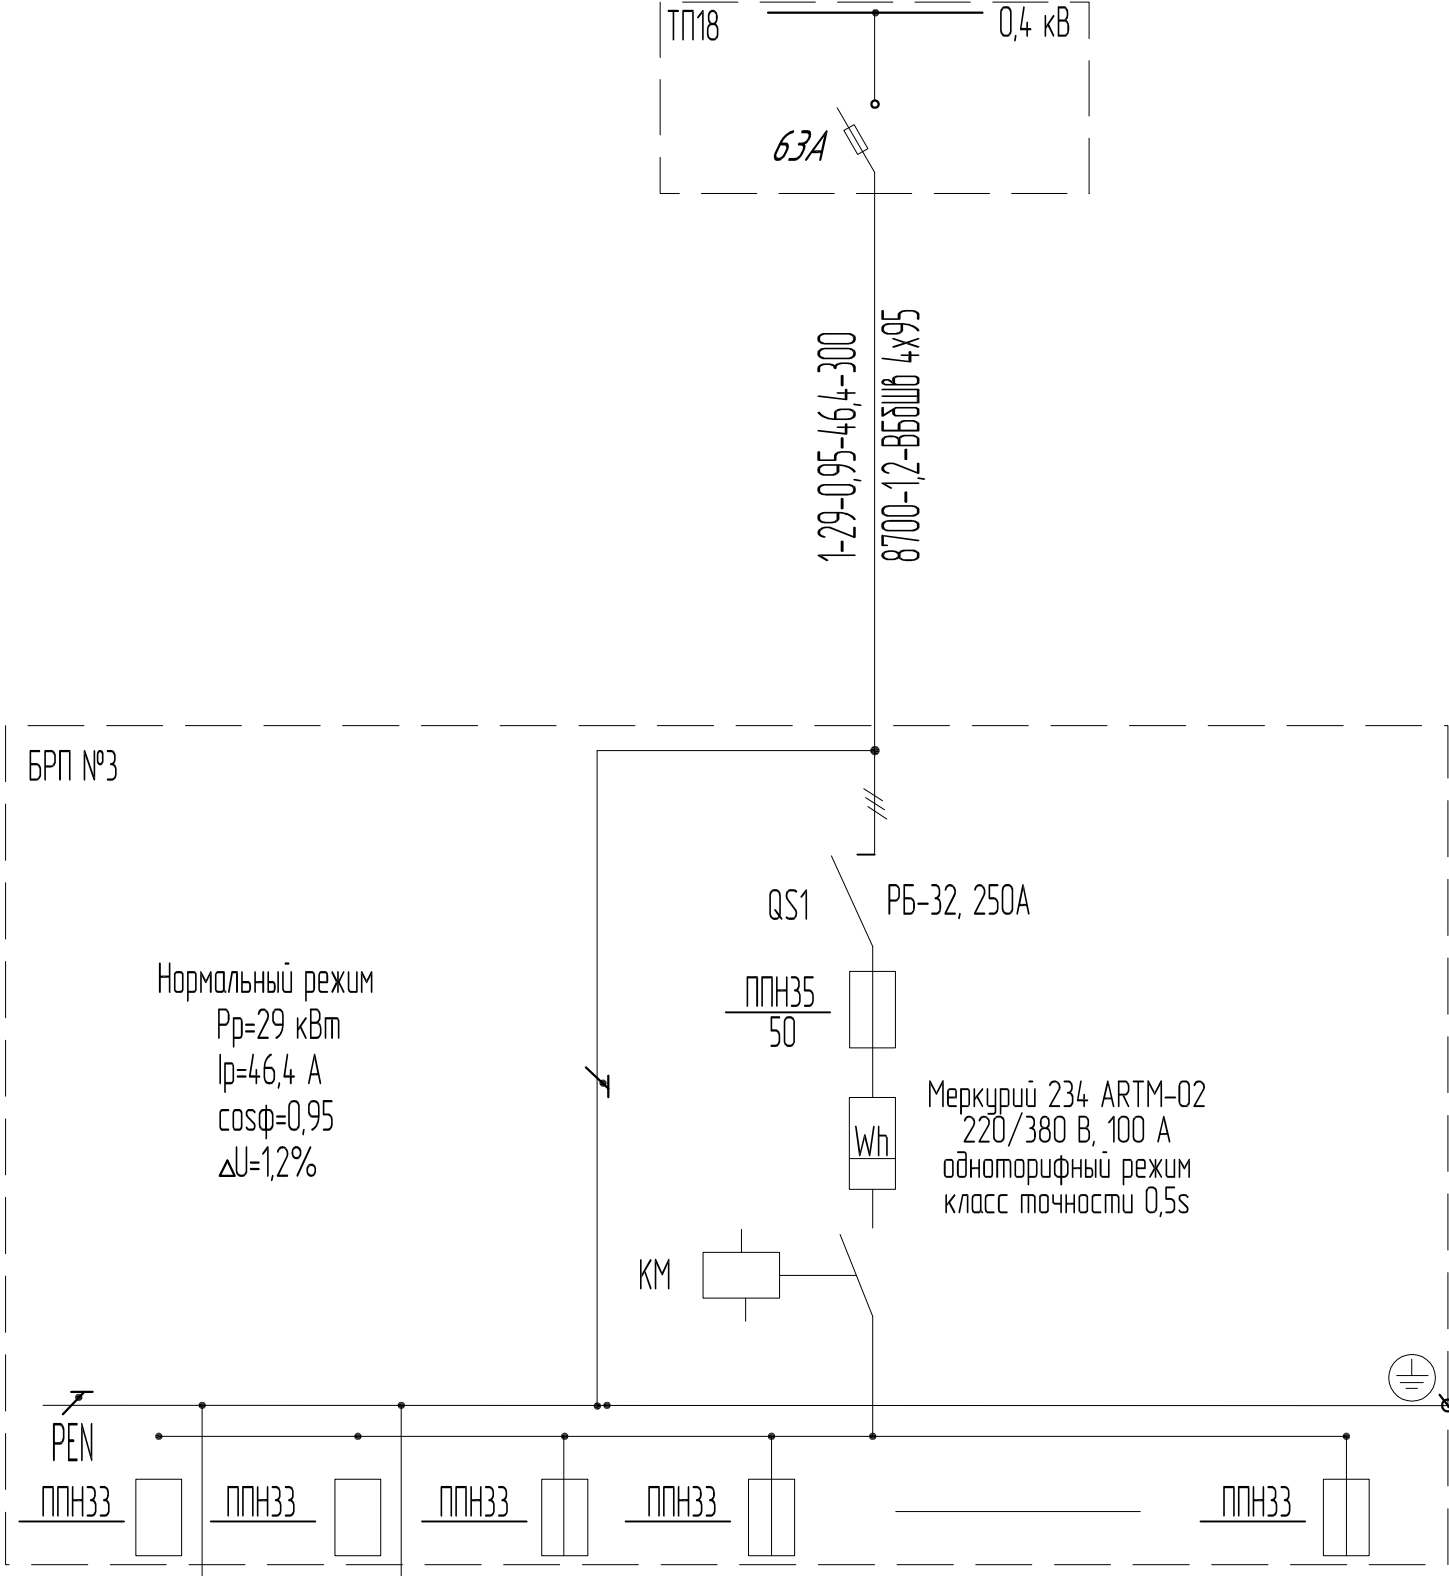 ТП18
0,4 кВ
63А
1-29-0,95-46,4-300
8700-1,2-ВБбШв 4х95
БРП №3
QS1
РБ-32, 250А
Нормальный режим
Рр=29 кВт
Iр=46,4 А
cosφ=0,95
ΔU=1,2%
ППН35
50
Wh
Меркурий 234 ARTM-02
220/380 В, 100 А
одноторифный режим
класс точности 0,5s
КМ
PEN
ППН33
ППН33
ППН33
ППН33
ППН33